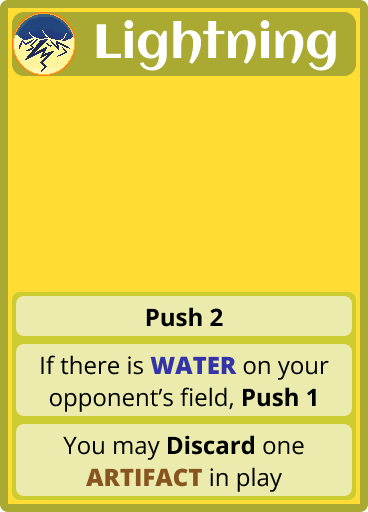 Lightning
Push 2
If there is WATER on your
opponent’s field, Push 1
You may Discard one
ARTIFACT in play